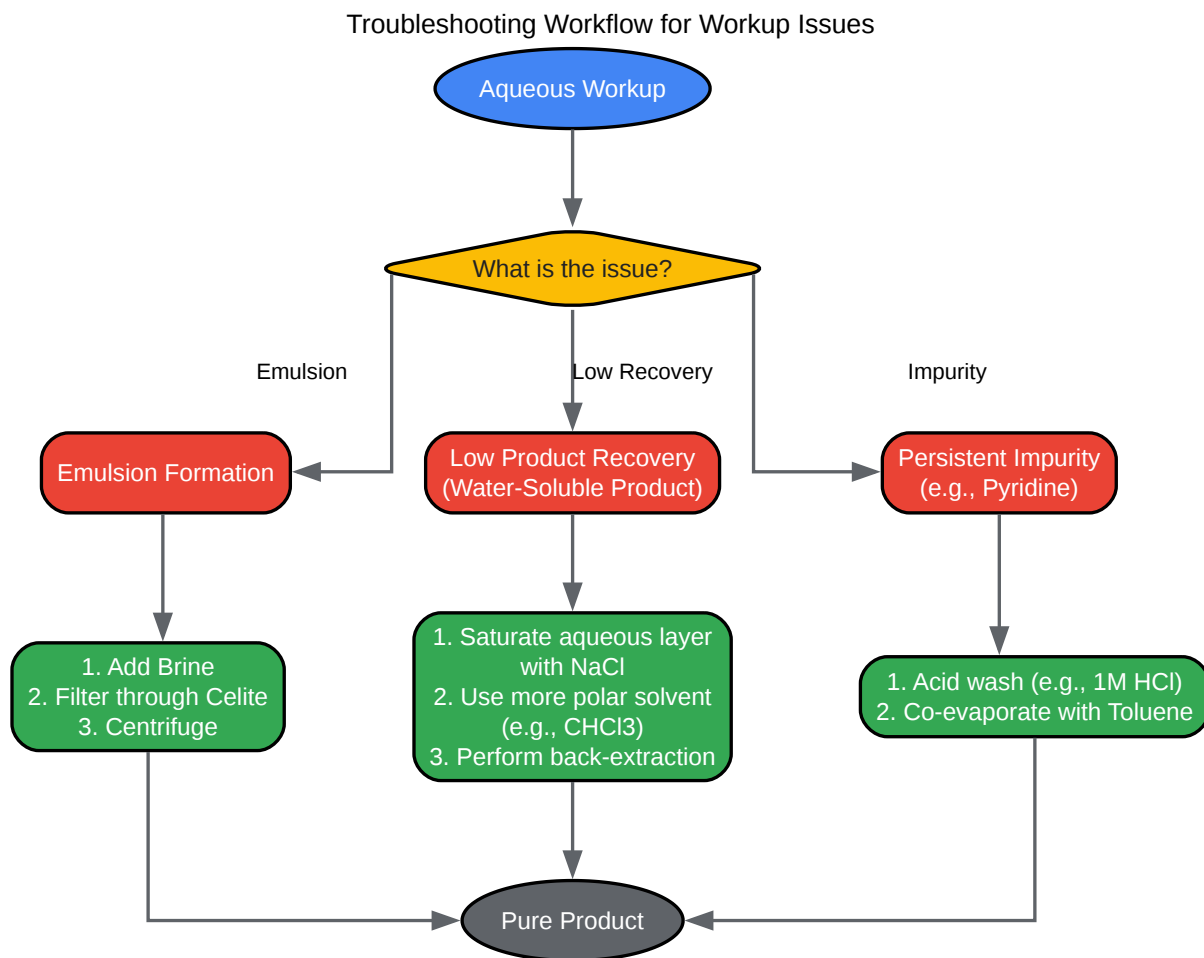 Troubleshooting Workflow for Workup Issues
Aqueous Workup
What is the issue?
Emulsion
Low Recovery
Impurity
Emulsion Formation
Low Product Recovery
(Water-Soluble Product)
Persistent Impurity
(e.g., Pyridine)
1. Add Brine
2. Filter through Celite
3. Centrifuge
1. Saturate aqueous layer
with NaCl
2. Use more polar solvent
(e.g., CHCl3)
3. Perform back-extraction
1. Acid wash (e.g., 1M HCl)
2. Co-evaporate with Toluene
Pure Product